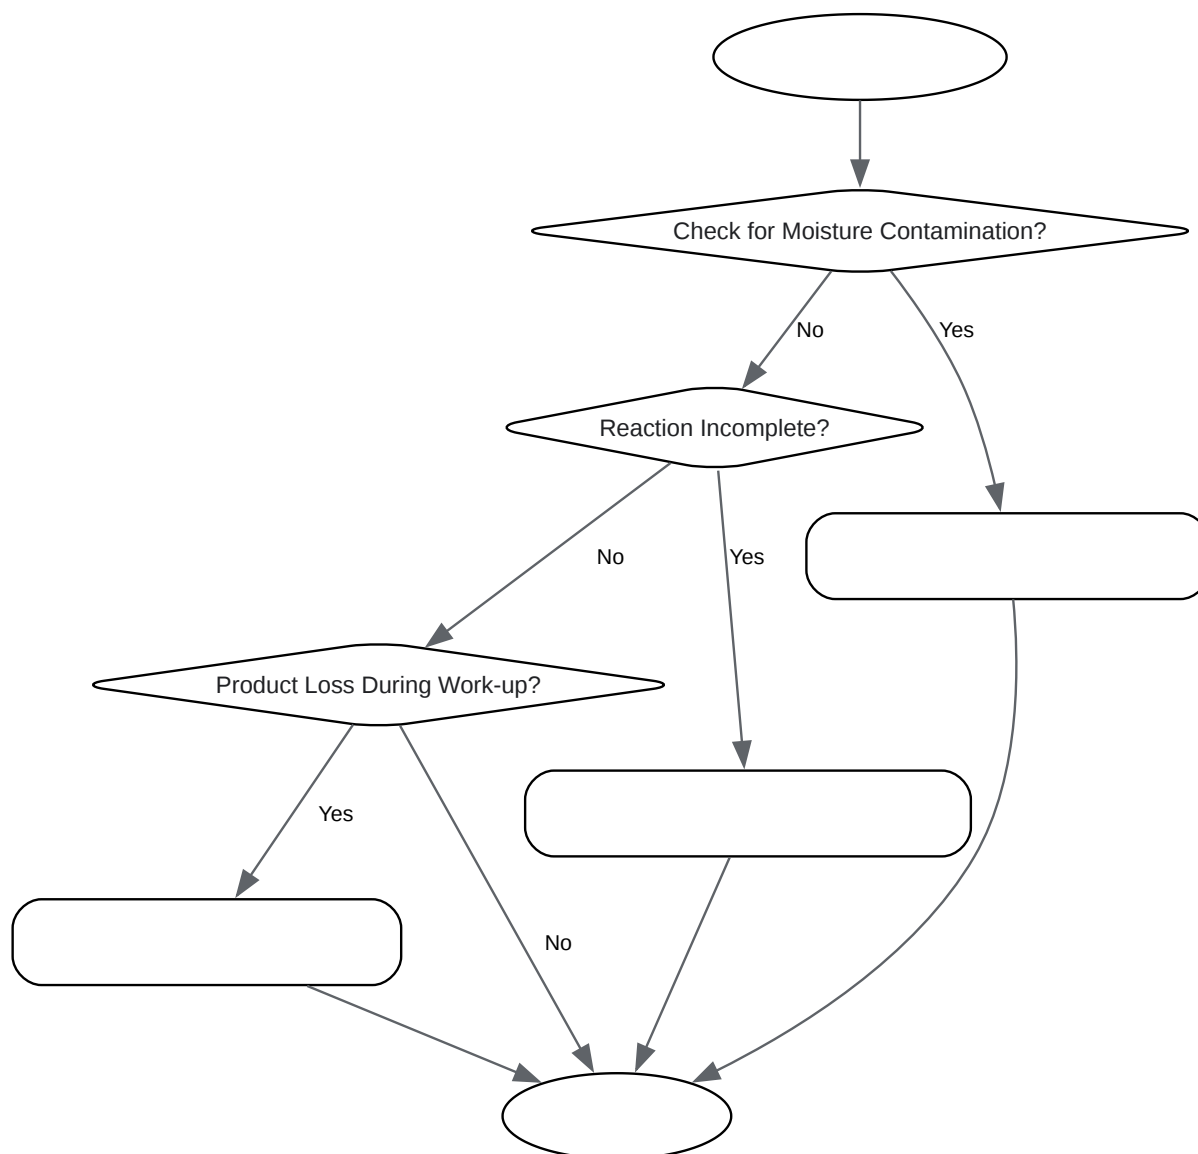 Check for Moisture Contamination?
No
Yes
Reaction Incomplete?
No
Yes
Product Loss During Work-up?
Yes
No